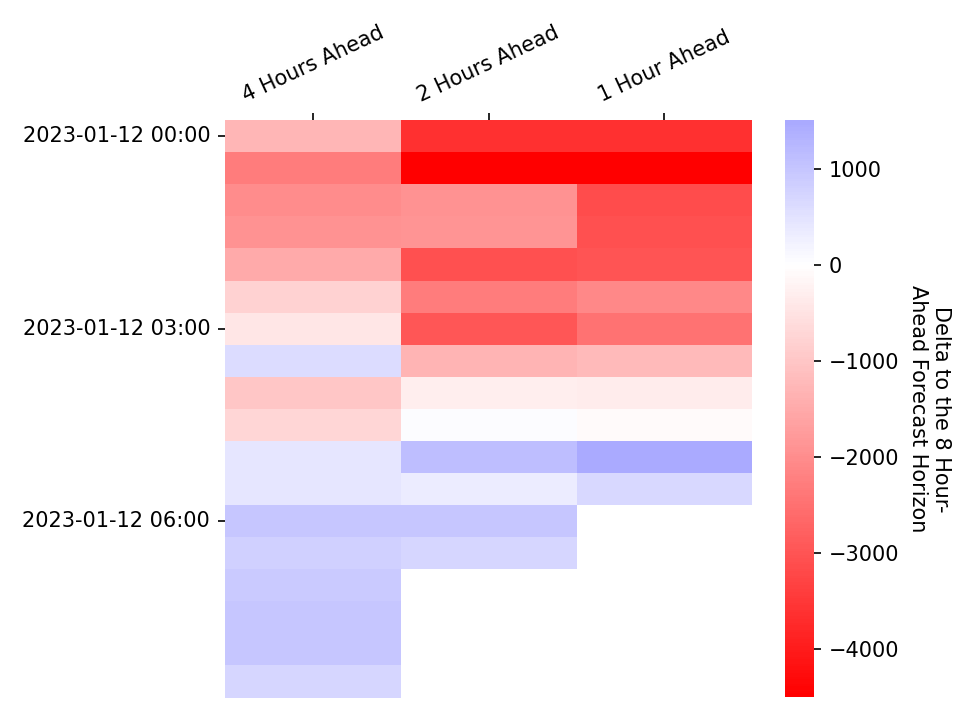 4 Hours Ahead
2 Hours Ahead
1 Hour Ahead
2023-01-12 00:00
2023-01-12 03:00
2023-01-12 06:00
1000
0
−1000
−2000
−3000
−4000
Delta to the 8 Hour-
Ahead Forecast Horizon